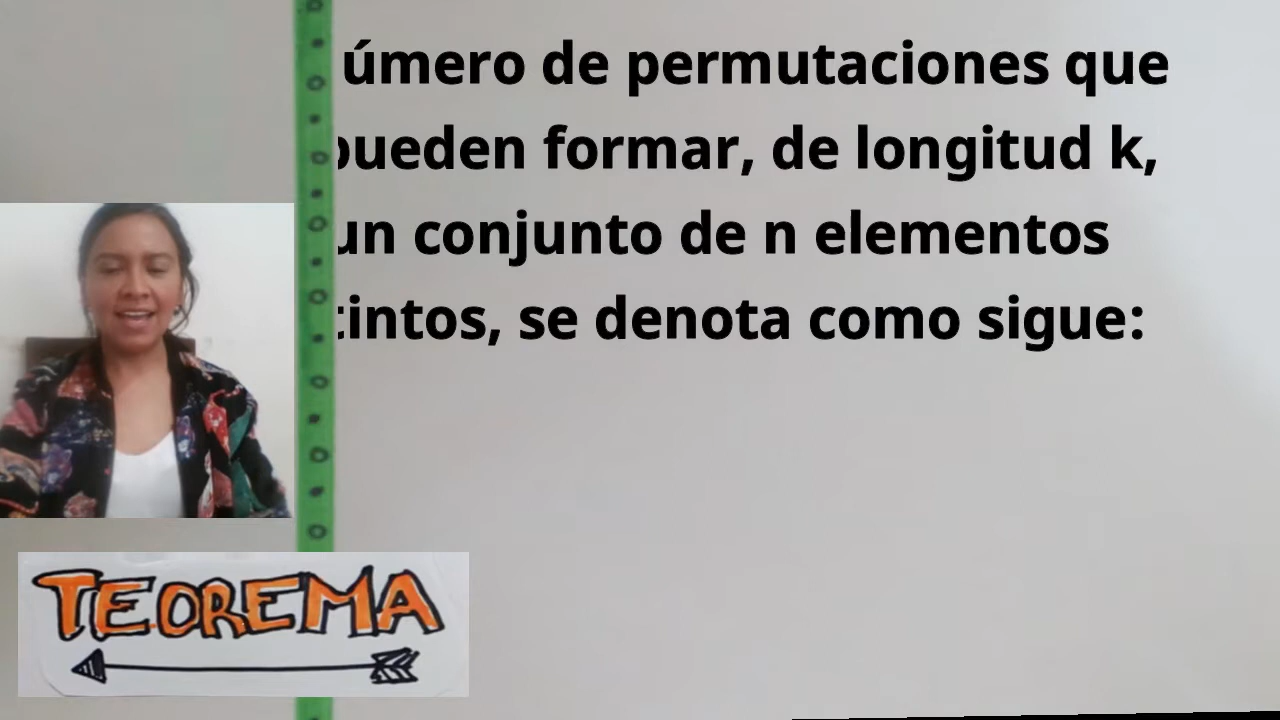 úmero de permutaciones que
pueden formar, de longitud k,
un conjunto de n elementos
tintos, se denota como sigue:
TEOREMA